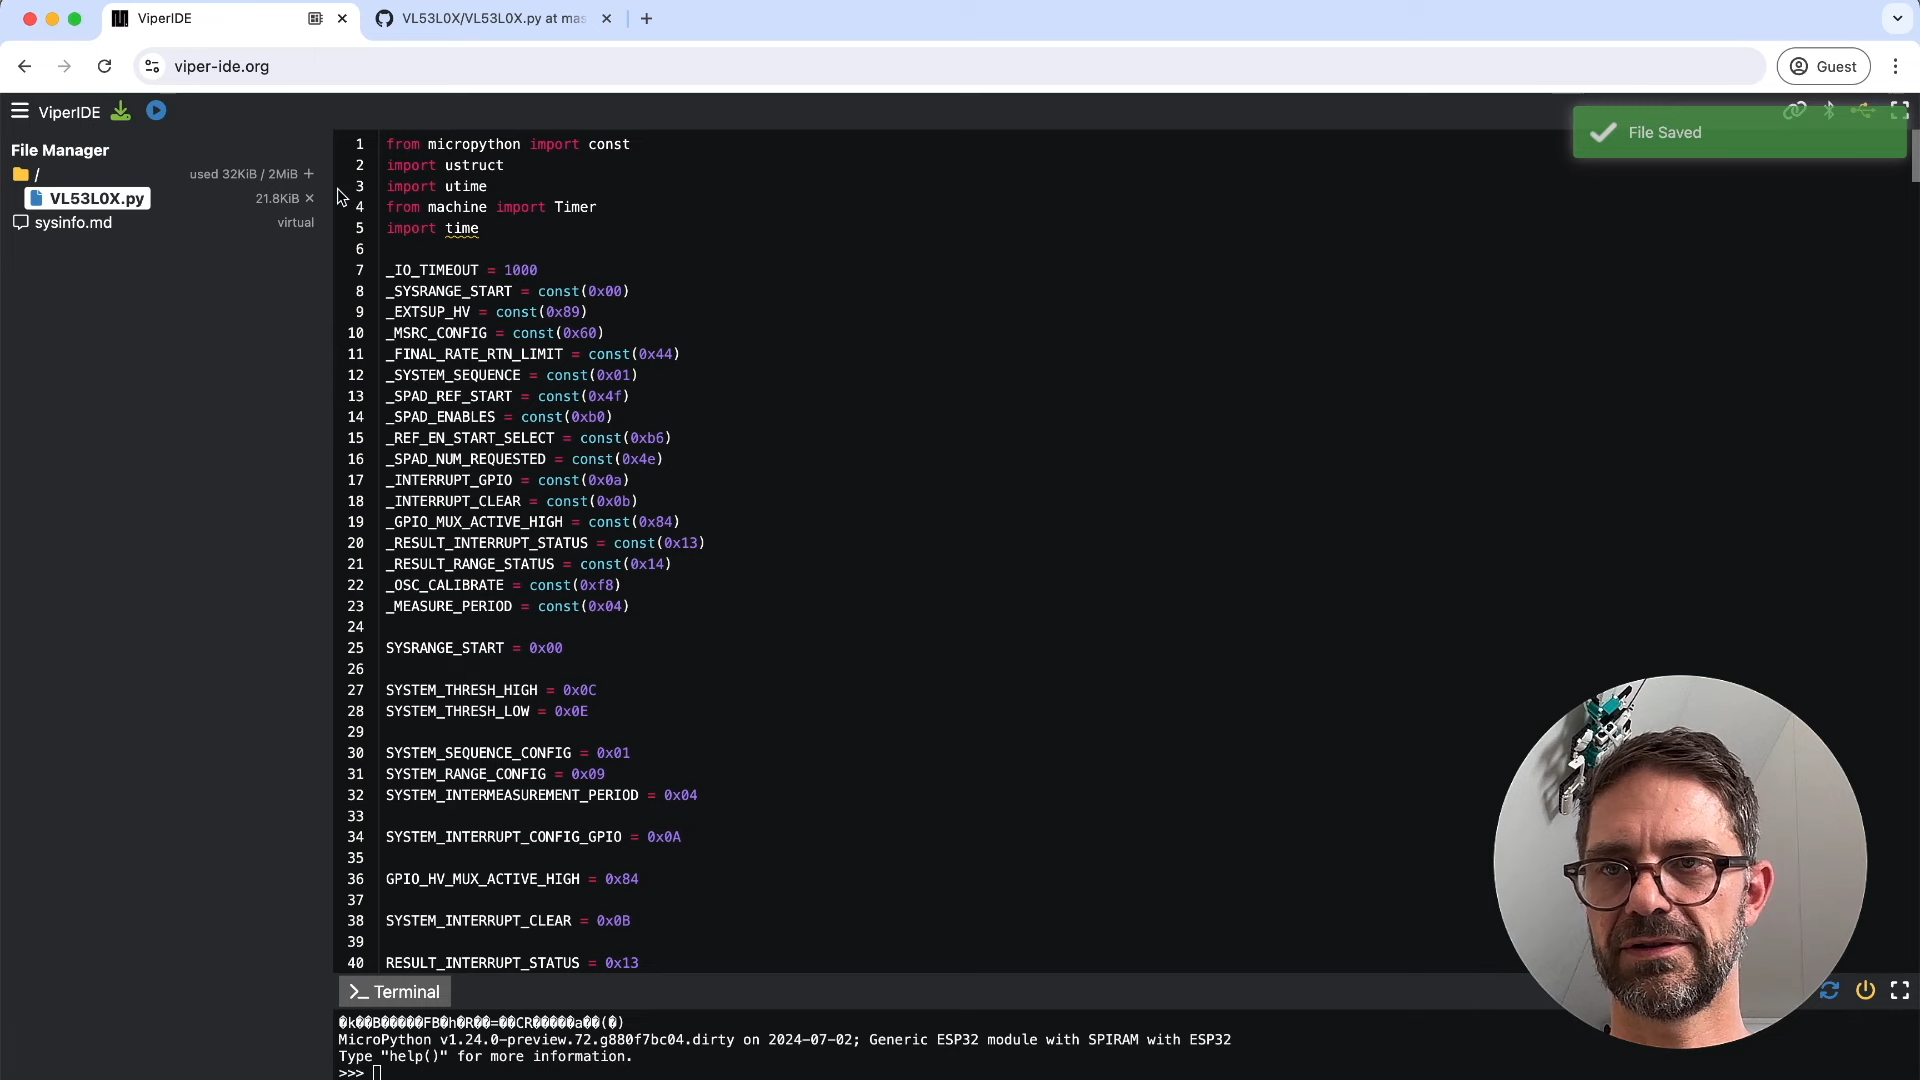 ViperIDE
VL53L0X/VL53L0X.py at mas
viper-ide.org
Guest
ViperIDE
File Saved
File Manager
/ used 32KiB / 2MiB
VL53L0X.py 21.8KiB
sysinfo.md virtual
1 from micropython import const
2 import ustruct
3 import utime
4 from machine import Timer
5 import time
6
7 _IO_TIMEOUT = 1000
8 _SYSRANGE_START = const(0x00)
9 _EXTSUP_HV = const(0x89)
10 _MSRC_CONFIG = const(0x60)
11 _FINAL_RATE_RTN_LIMIT = const(0x44)
12 _SYSTEM_SEQUENCE = const(0x01)
13 _SPAD_REF_START = const(0x4f)
14 _SPAD_ENABLES = const(0xb0)
15 _REF_EN_START_SELECT = const(0xb6)
16 _SPAD_NUM_REQUESTED = const(0x4e)
17 _INTERRUPT_GPIO = const(0x0a)
18 _INTERRUPT_CLEAR = const(0x0b)
19 _GPIO_MUX_ACTIVE_HIGH = const(0x84)
20 _RESULT_INTERRUPT_STATUS = const(0x13)
21 _RESULT_RANGE_STATUS = const(0x14)
22 _OSC_CALIBRATE = const(0xf8)
23 _MEASURE_PERIOD = const(0x04)
24
25 SYSRANGE_START = 0x00
26
27 SYSTEM_THRESH_HIGH = 0x0C
28 SYSTEM_THRESH_LOW = 0x0E
29
30 SYSTEM_SEQUENCE_CONFIG = 0x01
31 SYSTEM_RANGE_CONFIG = 0x09
32 SYSTEM_INTERMEASUREMENT_PERIOD = 0x04
33
34 SYSTEM_INTERRUPT_CONFIG_GPIO = 0x0A
35
36 GPIO_HV_MUX_ACTIVE_HIGH = 0x84
37
38 SYSTEM_INTERRUPT_CLEAR = 0x0B
39
40 RESULT_INTERRUPT_STATUS = 0x13
Terminal
�k��B�����FB�h�R��=��CR�����a��(�)
MicroPython v1.24.0-preview.72.g880f7bc04.dirty on 2024-07-02; Generic ESP32 module with SPIRAM with ESP32
Type "help()" for more information.
>>>